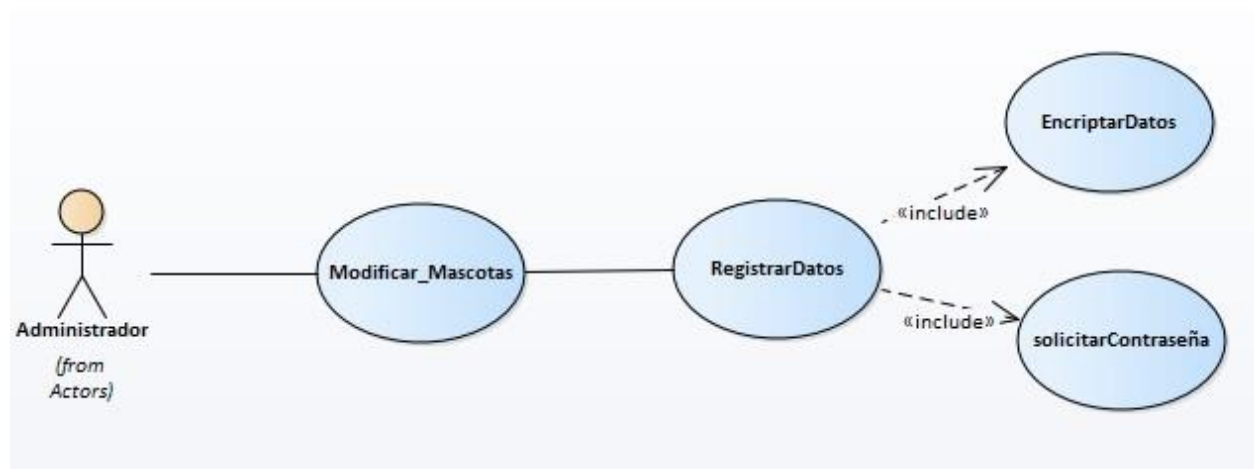 EncriptarDatos
«include»
Modificar_Mascotas
RegistrarDatos
Administrador
(from
Actors)
«include»
solicitarContraseña